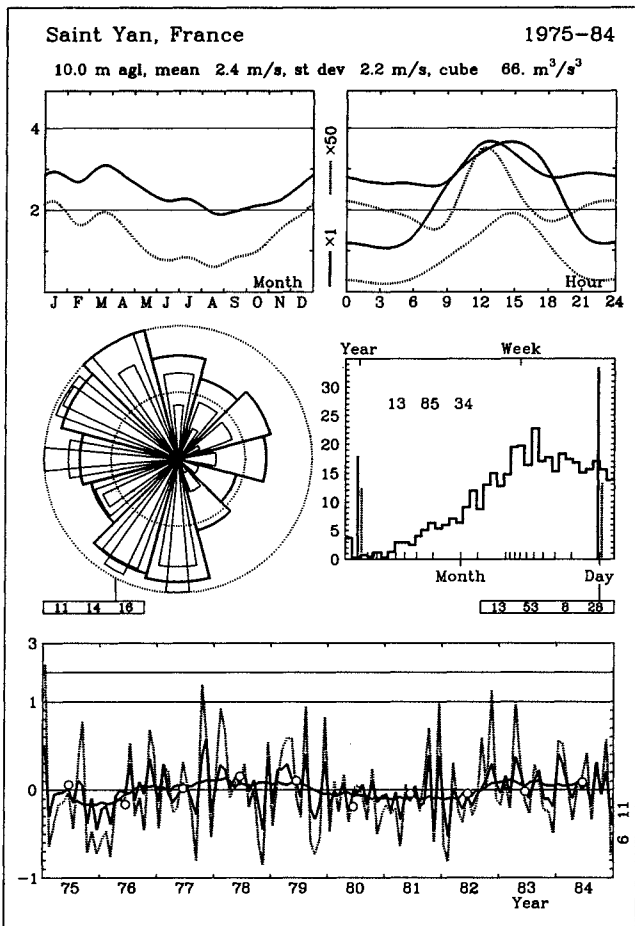 Saint Yan, France 1975-84
10.0 m agl, mean 2.4 m/s, st dev 2.2 m/s, cube 66. m³/s³
4
2
×50
×1
Month
J F M A M J J A S O N D
Hour
0 3 6 9 12 15 18 21 24
Year Week
30
25
20
15
10
5
0
13 85 34
Month Day
11 14 16
13 53 8 28
3
1
0
-1
6 11
75 76 77 78 79 80 81 82 83 84
Year